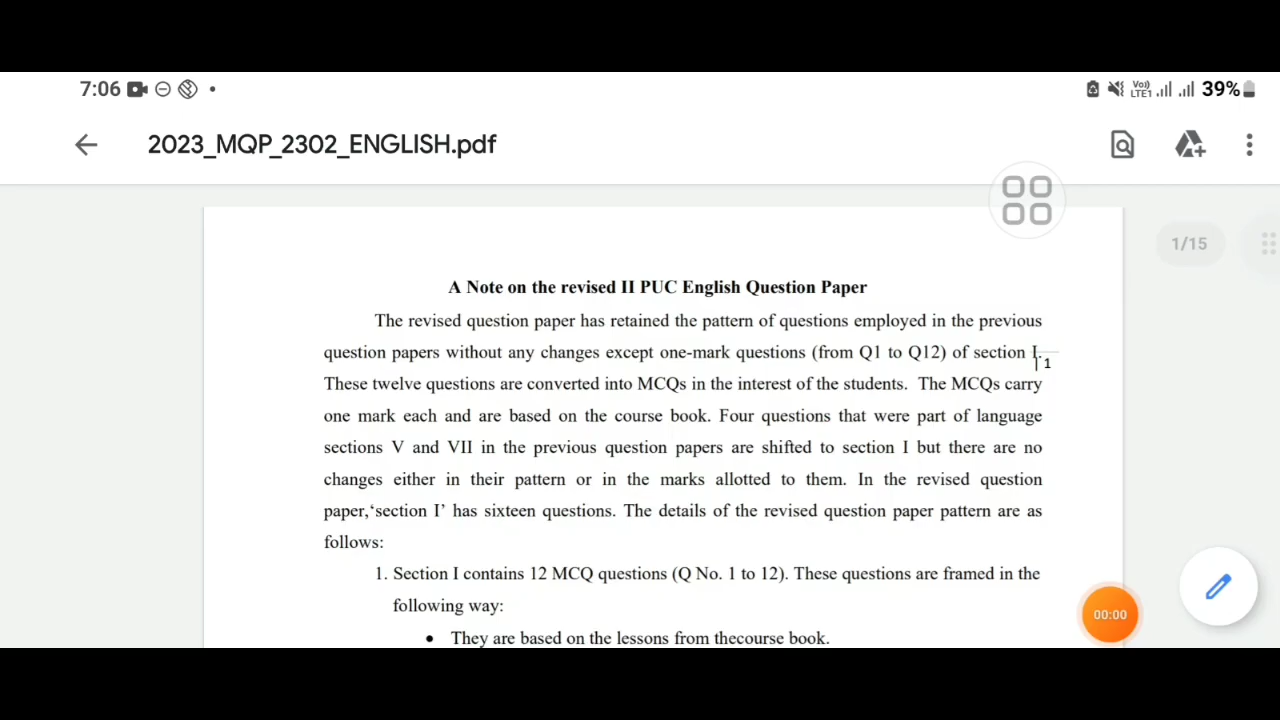 7:06 Vo)) LTE1 39%
2023_MQP_2302_ENGLISH.pdf
1/15
A Note on the revised II PUC English Question Paper
The revised question paper has retained the pattern of questions employed in the previous
question papers without any changes except one-mark questions (from Q1 to Q12) of section I.
1
These twelve questions are converted into MCQs in the interest of the students. The MCQs carry
one mark each and are based on the course book. Four questions that were part of language
sections V and VII in the previous question papers are shifted to section I but there are no
changes either in their pattern or in the marks allotted to them. In the revised question
paper,‘section I’ has sixteen questions. The details of the revised question paper pattern are as
follows:
1. Section I contains 12 MCQ questions (Q No. 1 to 12). These questions are framed in the
following way:
• They are based on the lessons from thecourse book.
00:00